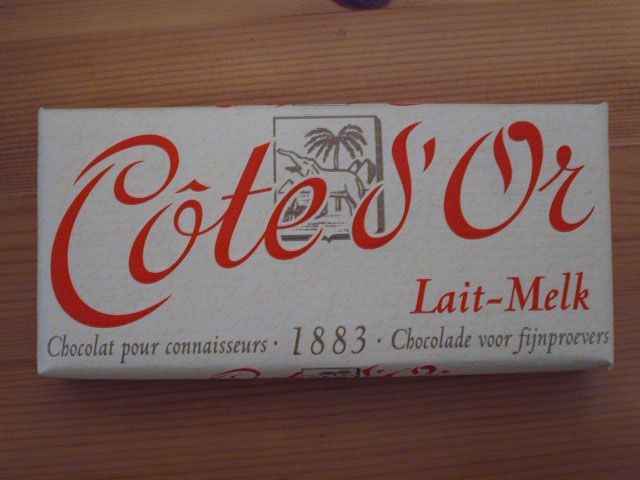 Côte d'Or
Lait-Melk
Chocolat pour connaisseurs · 1883 · Chocolade voor fijnproevers